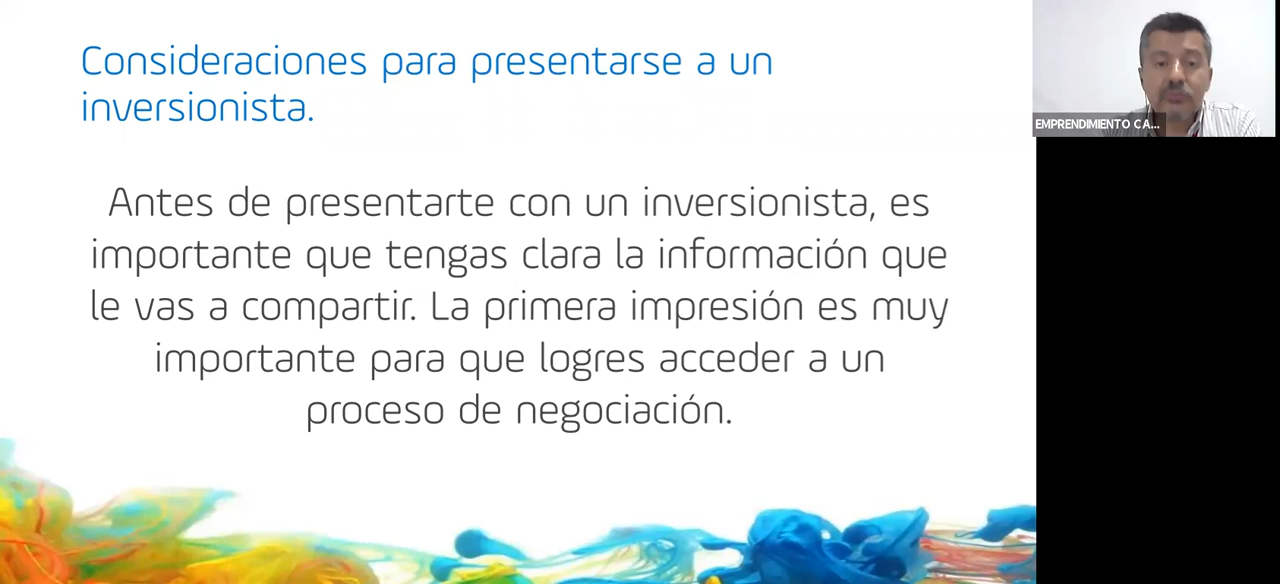 Consideraciones para presentarse a un
inversionista.
Antes de presentarte con un inversionista, es
importante que tengas clara la información que
le vas a compartir. La primera impresión es muy
importante para que logres acceder a un
proceso de negociación.
EMPRENDIMIENTO CA...